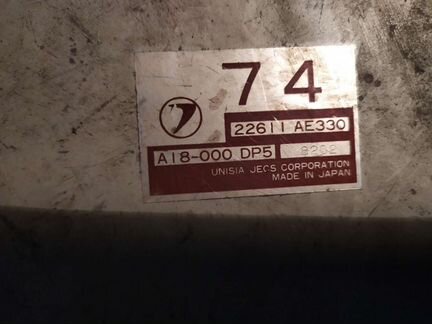 74
22611 AE330
A18-000 DP5
UNISIA JECS CORPORATION
MADE IN JAPAN